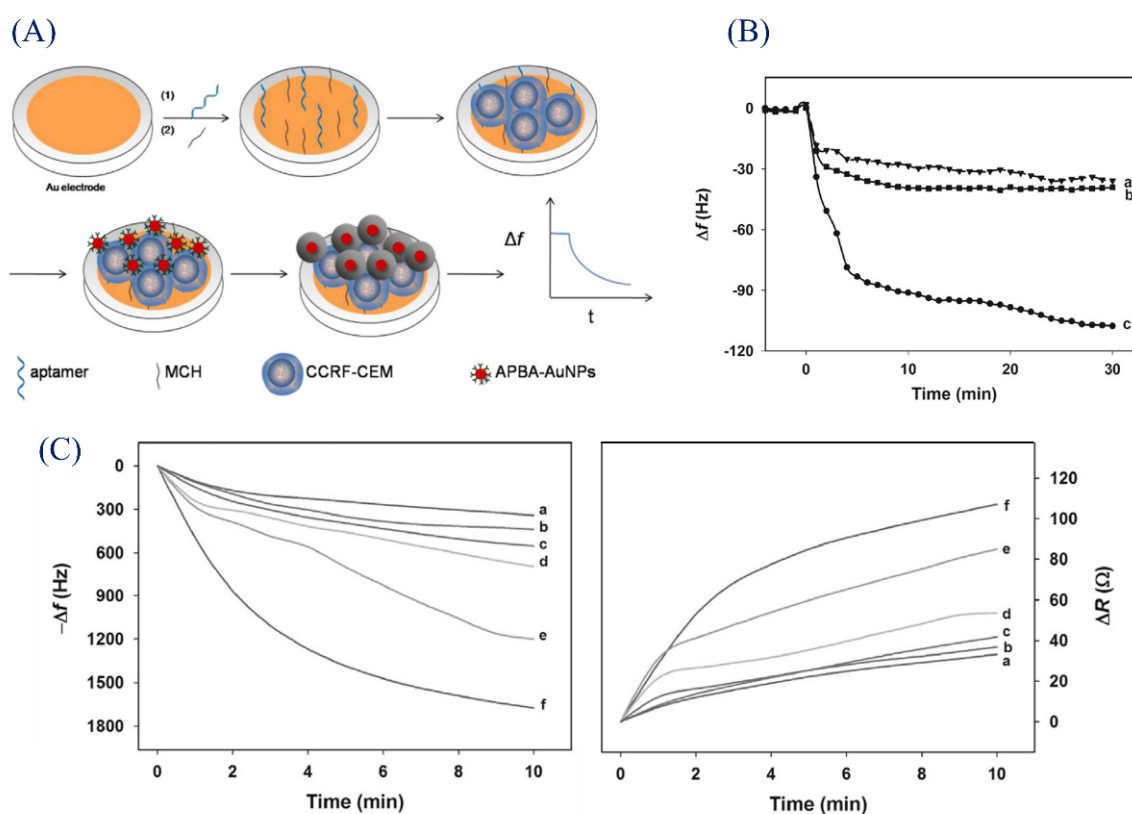 (A)
(1)
(2)
Au electrode
Δf
t
aptamer
MCH
CCRF-CEM
APBA-AuNPs
(B)
0
-30
-60
-90
-120
Δf (Hz)
a
b
c
0 10 20 30
Time (min)
(C)
0
300
600
900
1200
1500
1800
−Δf (Hz)
a
b
c
d
e
f
0 2 4 6 8 10
Time (min)
120
100
80
60
40
20
0
ΔR (Ω)
f
e
d
c
b
a
0 2 4 6 8 10
Time (min)